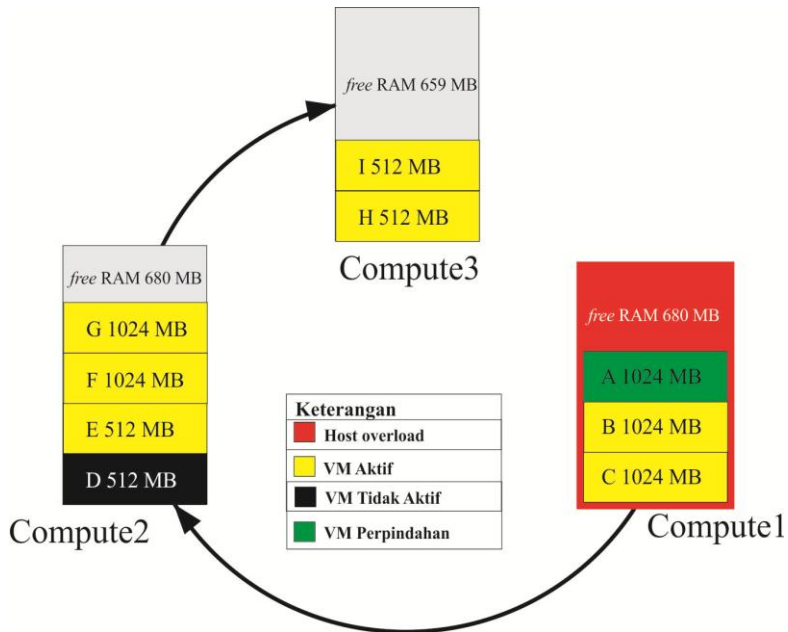 free RAM 659 MB
I 512 MB
H 512 MB
Compute3
free RAM 680 MB
G 1024 MB
F 1024 MB
E 512 MB
D 512 MB
Compute2
free RAM 680 MB
A 1024 MB
B 1024 MB
C 1024 MB
Compute1
Keterangan
Host overload
VM Aktif
VM Tidak Aktif
VM Perpindahan